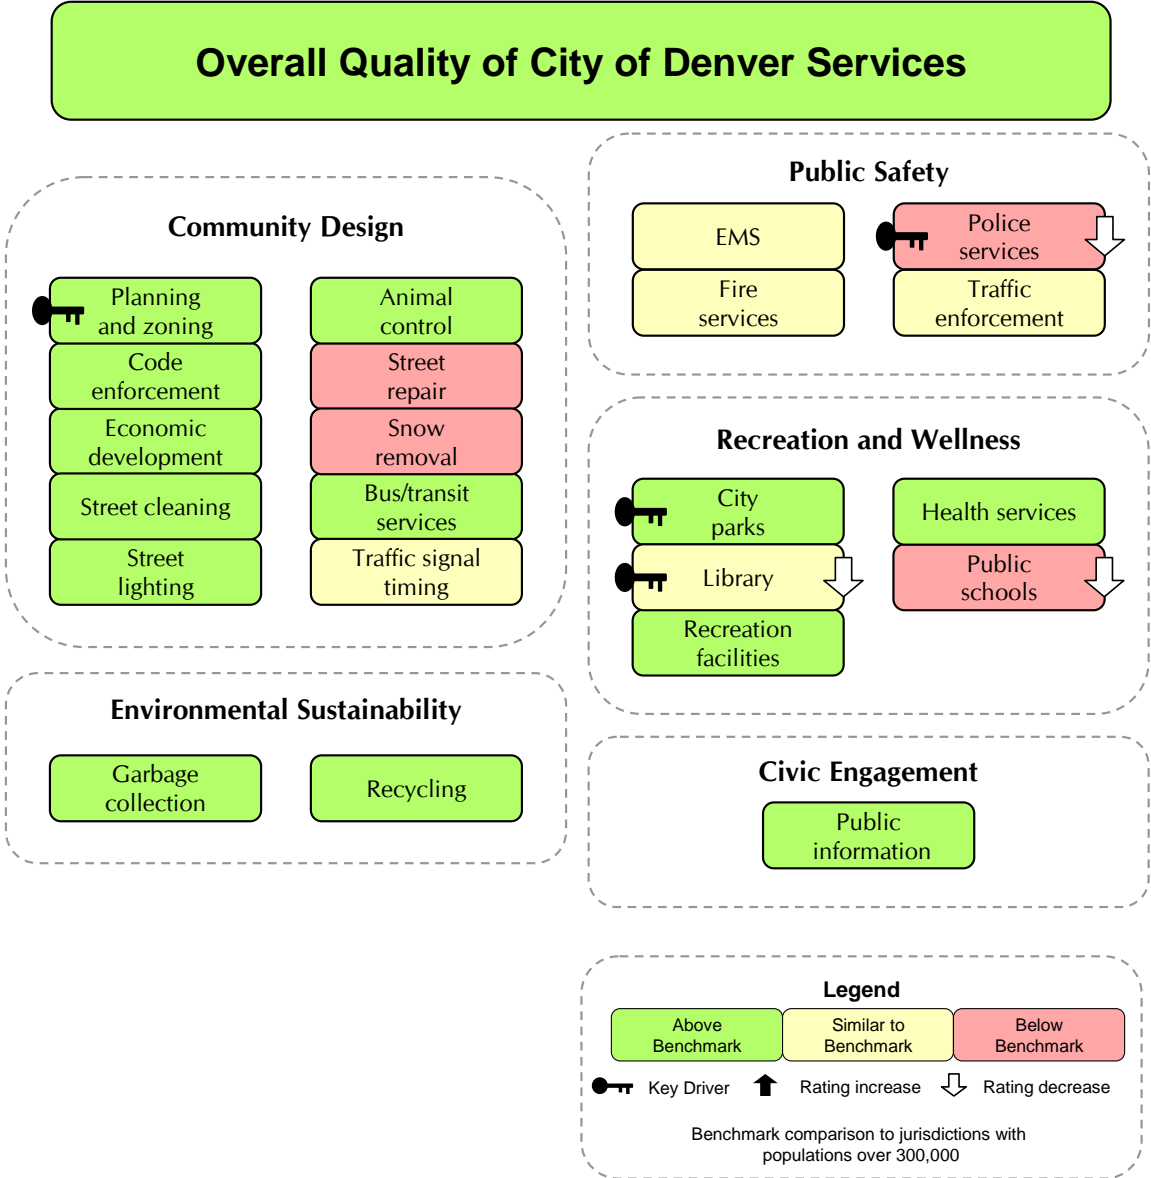 Overall Quality of City of Denver Services
Community Design
Planning
and zoning
Code
enforcement
Economic
development
Street cleaning
Street
lighting
Animal
control
Street
repair
Snow
removal
Bus/transit
services
Traffic signal
timing
Environmental Sustainability
Garbage
collection
Recycling
Public Safety
EMS
Fire
services
Police
services
Traffic
enforcement
Recreation and Wellness
City
parks
Library
Recreation
facilities
Health services
Public
schools
Civic Engagement
Public
information
Legend
Above
Benchmark
Similar to
Benchmark
Below
Benchmark
Key Driver
Rating increase
Rating decrease
Benchmark comparison to jurisdictions with
populations over 300,000